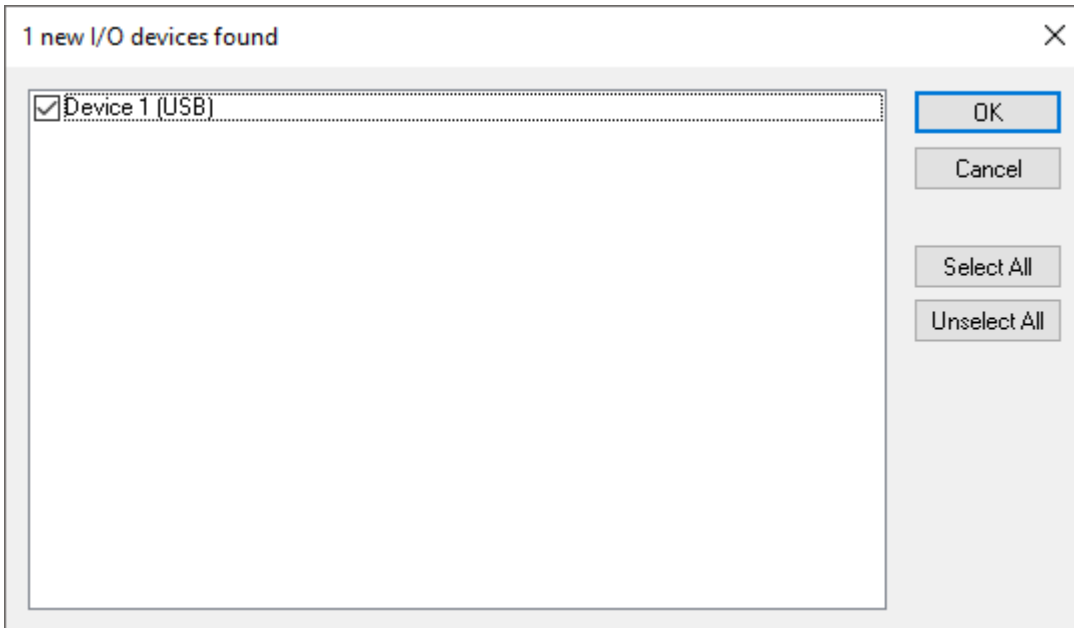 1 new I/O devices found
Device 1 (USB)
OK
Cancel
Select All
Unselect All